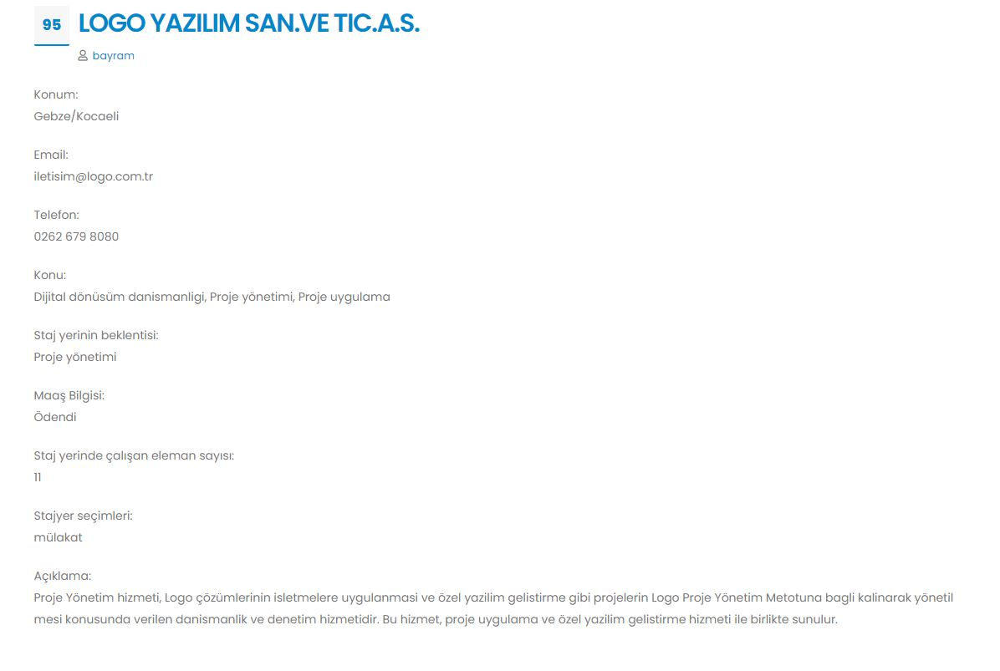 95
LOGO YAZILIM SAN.VE TIC.A.S.
bayram
Konum:
Gebze/Kocaeli
Email:
iletisim@logo.com.tr
Telefon:
0262 679 8080
Konu:
Dijital dönüsüm danismanligi, Proje yönetimi, Proje uygulama
Staj yerinin beklentisi:
Proje yönetimi
Maaş Bilgisi:
Ödendi
Staj yerinde çalışan eleman sayısı:
11
Stajyer seçimleri:
mülakat
Açıklama:
Proje Yönetim hizmeti, Logo çözümlerinin isletmelere uygulanmasi ve özel yazilim gelistirme gibi projelerin Logo Proje Yönetim Metotuna bagli kalinarak yönetil
mesi konusunda verilen danismanlik ve denetim hizmetidir. Bu hizmet, proje uygulama ve özel yazilim gelistirme hizmeti ile birlikte sunulur.